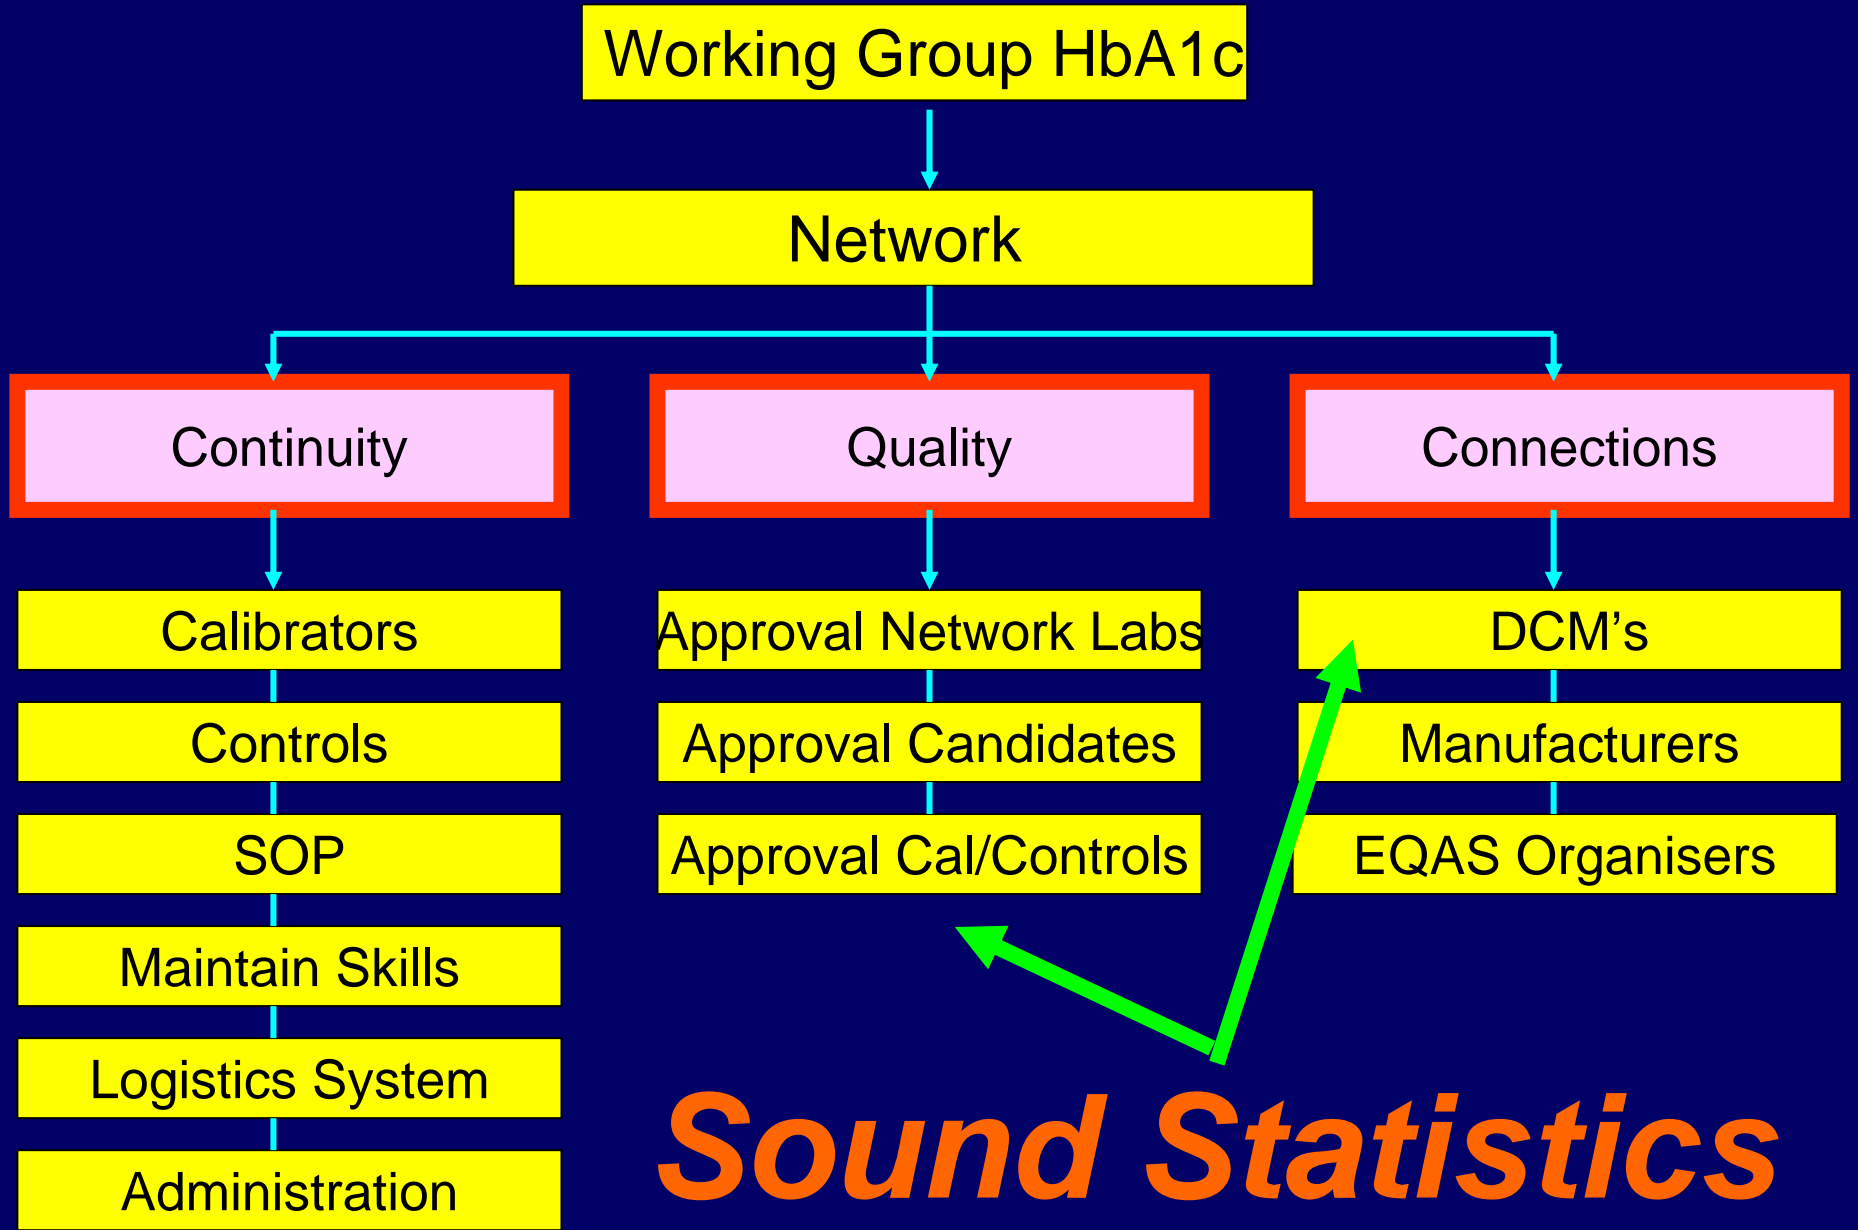 Working Group HbA1c
Network
Continuity
Quality
Connections
Calibrators
Controls
SOP
Maintain Skills
Logistics System
Administration
Approval Network Labs
Approval Candidates
Approval Cal/Controls
DCM’s
Manufacturers
EQAS Organisers
Sound Statistics